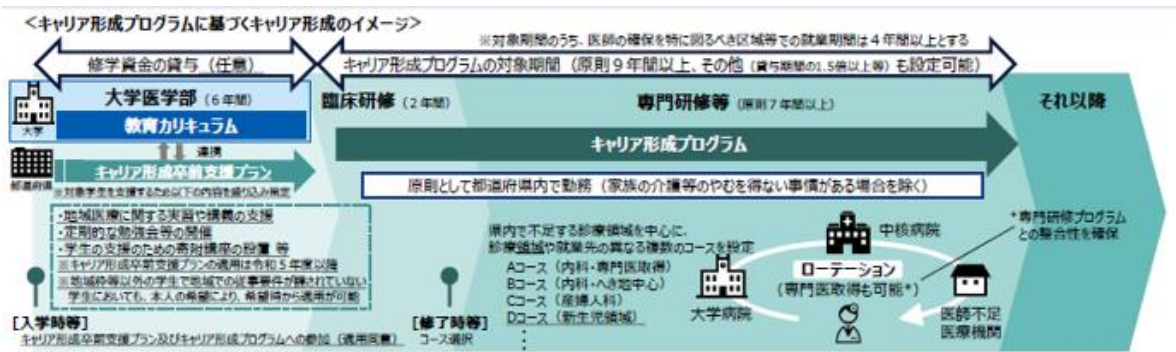 <キャリア形成プログラムに基づくキャリア形成のイメージ>
※対象期間のうち、医師の確保を特に図るべき区域等での就業期間は4年間以上とする
修学資金の貸与(任意)
キャリア形成プログラムの対象期間(原則9年間以上、その他(貸与期間の1.5倍以上等)も設定可能)
大学
大学医学部(6年間)
臨床研修(2年間)
専門研修等(原則7年間以上)
それ以降
教育カリキュラム
連携
キャリア形成プログラム
都道府県
キャリア形成卒前支援プラン
※対象学生を支援するため以下の内容を盛り込み策定
原則として都道府県内で勤務(家族の介護等のやむを得ない事情がある場合を除く)
・地域医療に関する実習や講義の支援
・定期的な勉強会等の開催
・学生の支援のための寄附講座の設置 等
※キャリア形成卒前支援プランの適用は令和5年度以降
※地域枠等以外の学生で地域での従事要件が課されていない
学生においても、本人の希望により、希望時から適用が可能
県内で不足する診療領域を中心に、
診療領域や就業先の異なる複数のコースを設定
Aコース(内科・専門医取得)
Bコース(内科・へき地中心)
Cコース(産婦人科)
Dコース(新生児領域)
:
中核病院
*専門研修プログラム
との整合性を確保
ローテーション
(専門医取得も可能*)
大学病院
医師不足
医療機関
[入学時等]
キャリア形成卒前支援プラン及びキャリア形成プログラムへの参加(適用同意)
[修了時等]
コース選択